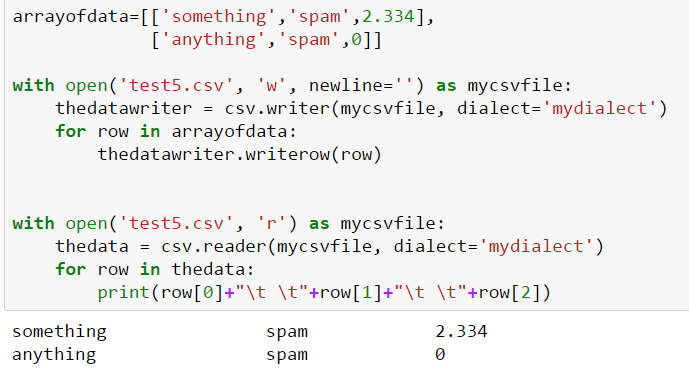 arrayofdata=[['something','spam',2.334],
             ['anything','spam',0]]

with open('test5.csv', 'w', newline='') as mycsvfile:
    thedatawriter = csv.writer(mycsvfile, dialect='mydialect')
    for row in arrayofdata:
        thedatawriter.writerow(row)


with open('test5.csv', 'r') as mycsvfile:
    thedata = csv.reader(mycsvfile, dialect='mydialect')
    for row in thedata:
        print(row[0]+"\t \t"+row[1]+"\t \t"+row[2])

something               spam            2.334
anything                spam            0